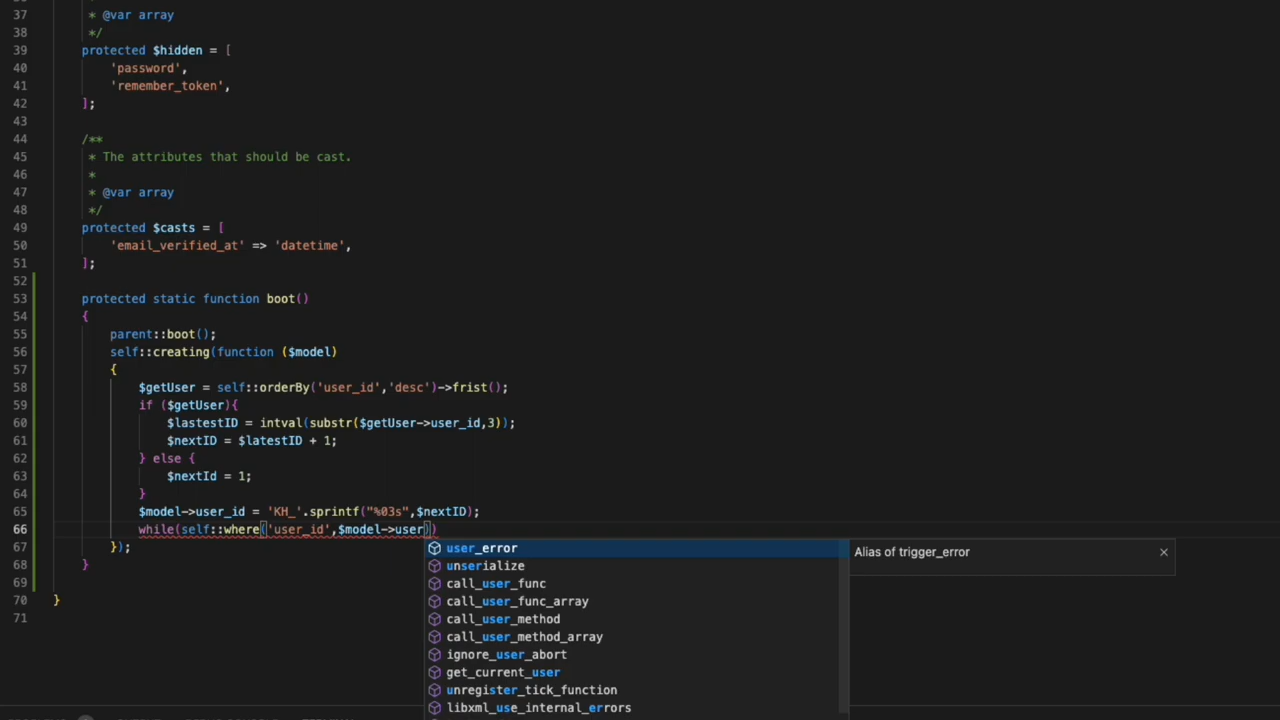 37 * @var array
38 */
39 protected $hidden = [
40 'password',
41 'remember_token',
42 ];
43
44 /**
45 * The attributes that should be cast.
46 *
47 * @var array
48 */
49 protected $casts = [
50 'email_verified_at' => 'datetime',
51 ];
52
53 protected static function boot()
54 {
55 parent::boot();
56 self::creating(function ($model)
57 {
58 $getUser = self::orderBy('user_id','desc')->frist();
59 if ($getUser){
60 $lastestID = intval(substr($getUser->user_id,3));
61 $nextID = $latestID + 1;
62 } else {
63 $nextId = 1;
64 }
65 $model->user_id = 'KH_'.sprintf("%03s",$nextID);
66 while(self::where('user_id',$model->user))
67 });
68 }
69
70 }
71
user_error
Alias of trigger_error ×
unserialize
call_user_func
call_user_func_array
call_user_method
call_user_method_array
ignore_user_abort
get_current_user
unregister_tick_function
libxml_use_internal_errors